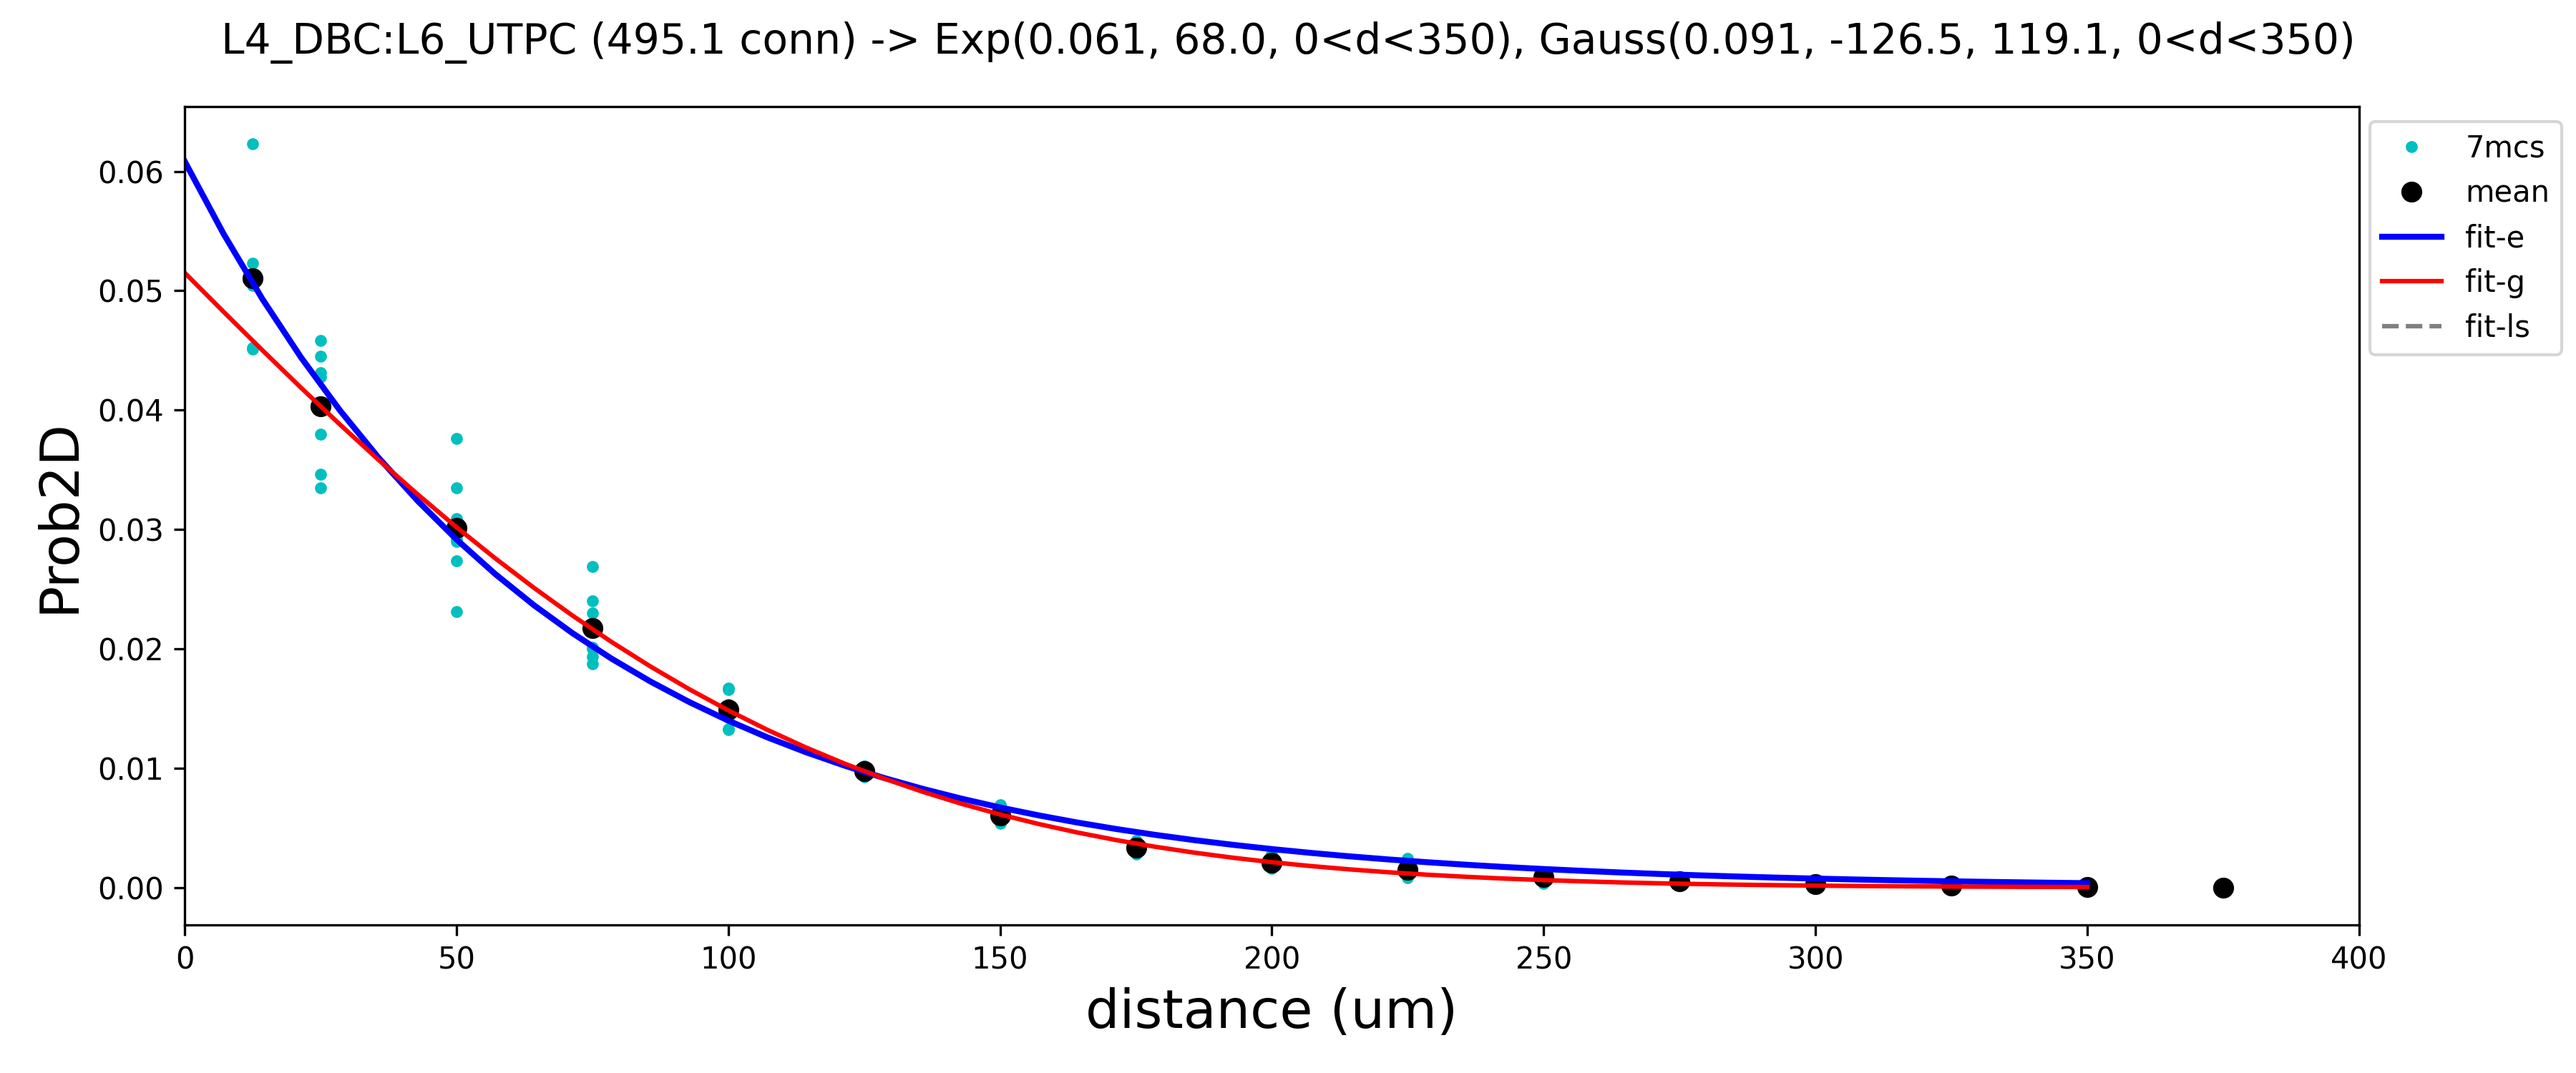 L4_DBC:L6_UTPC (495.1 conn) -> Exp(0.061, 68.0, 0<d<350), Gauss(0.091, -126.5, 119.1, 0<d<350)
7mcs
mean
fit-e
fit-g
fit-ls
Prob2D
0.06
0.05
0.04
0.03
0.02
0.01
0.00
0 50 100 150 200 250 300 350 400
distance (um)